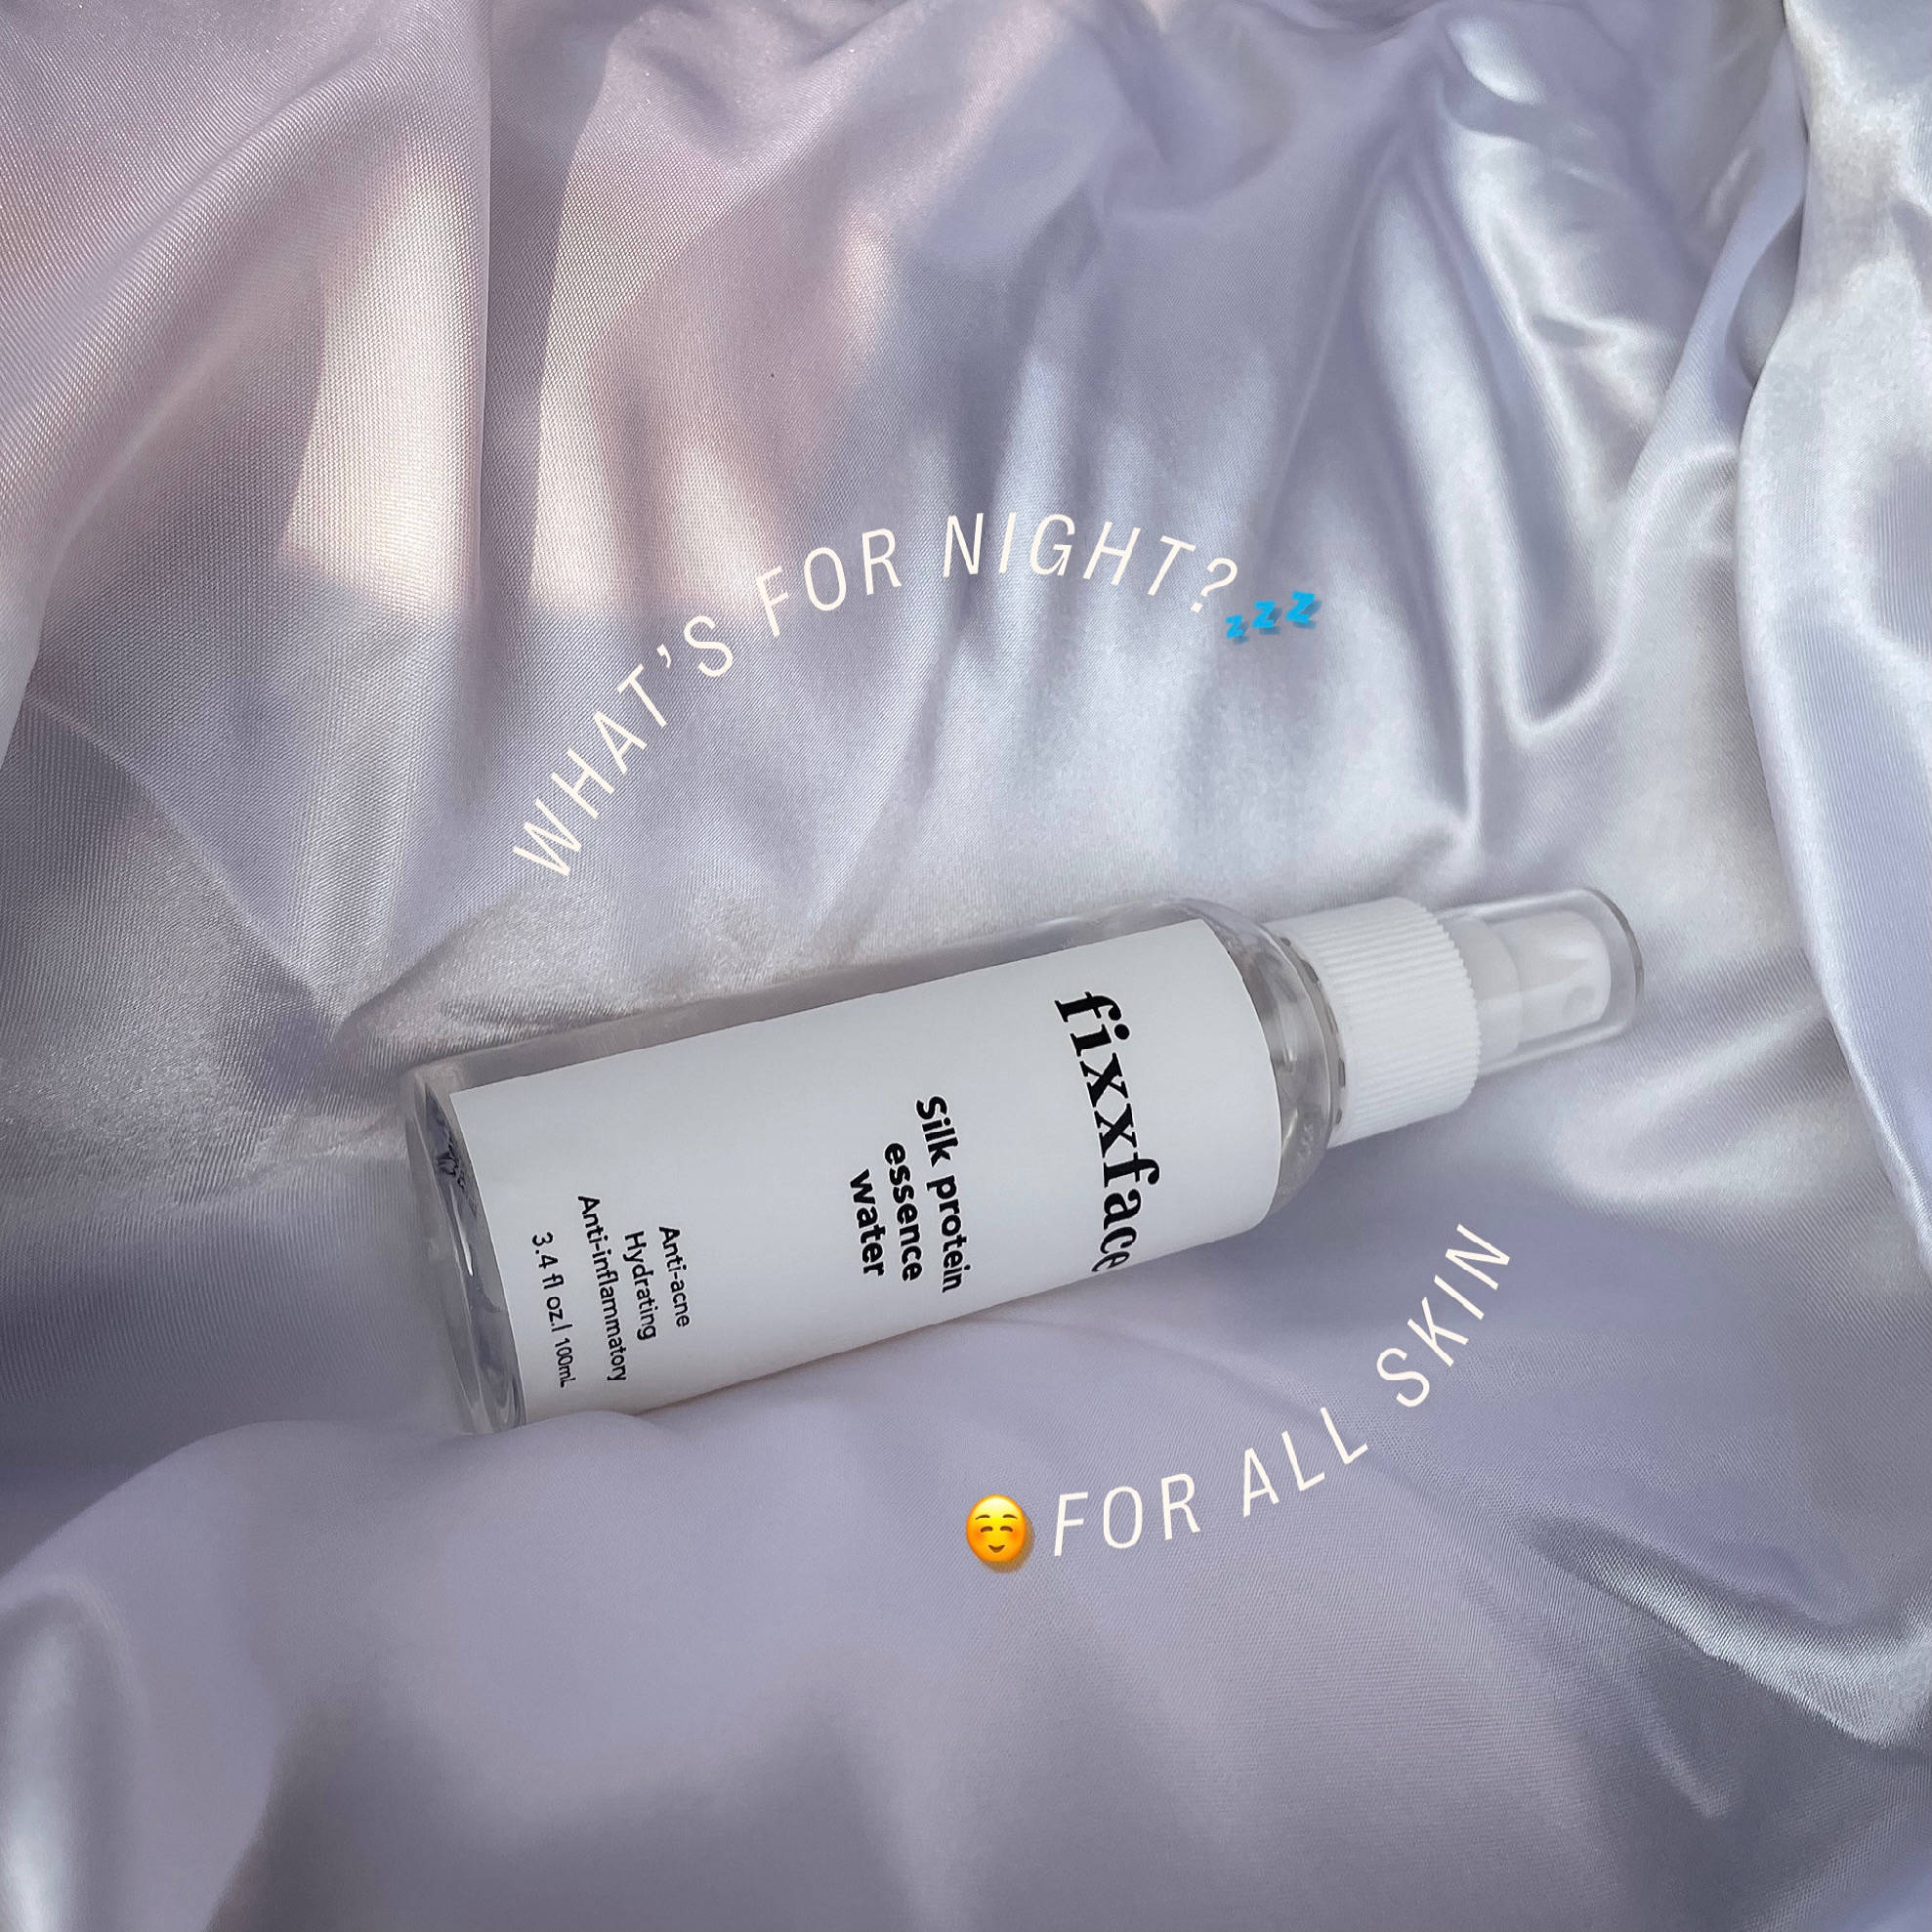 WHAT'S FOR NIGHT?💤
fixxface
Silk protein
essence
water
Anti-acne
Hydrating
Anti-inflammatory
3.4 fl oz./ 100mL
☺️FOR ALL SKIN